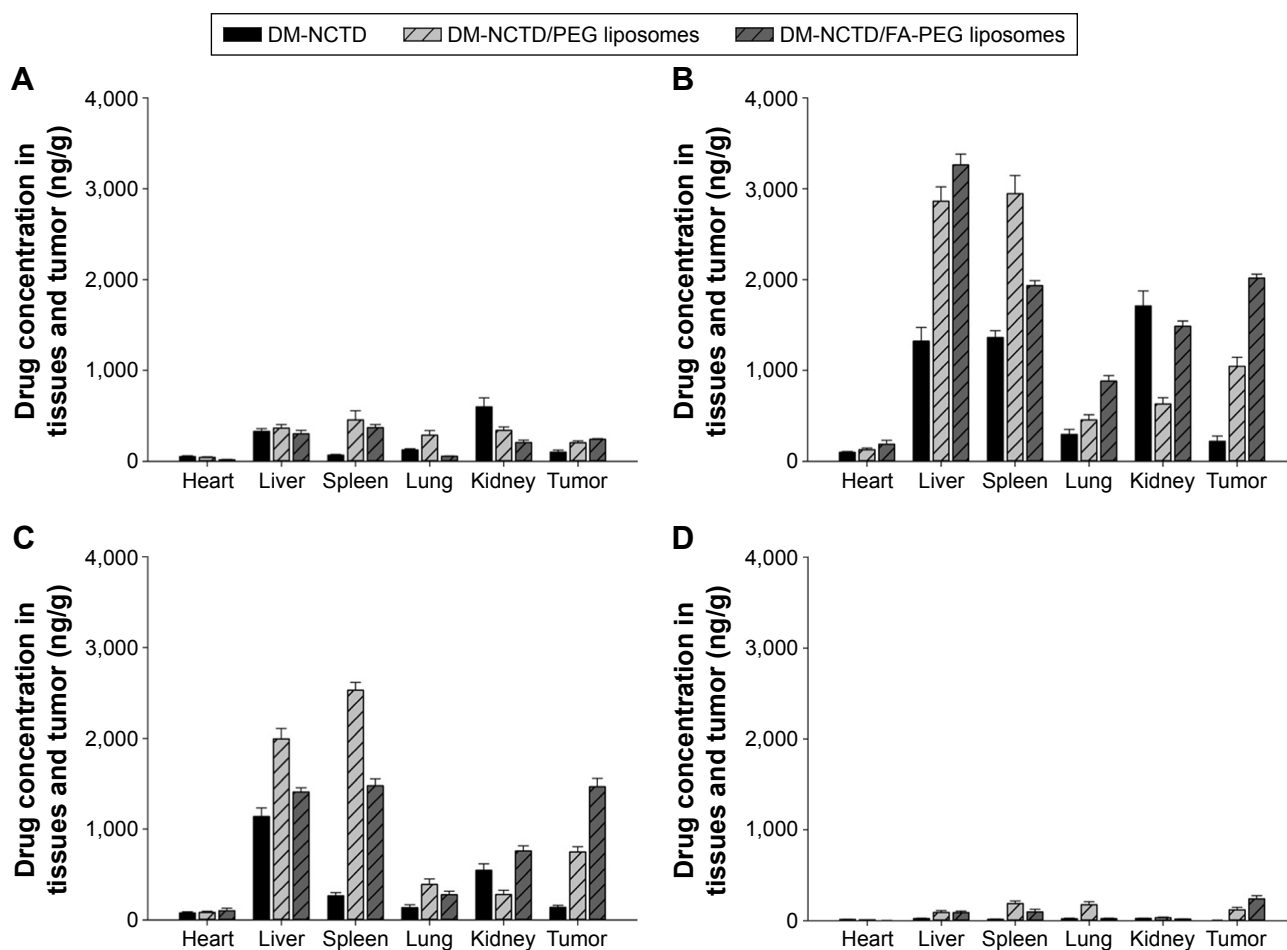 DM-NCTD DM-NCTD/PEG liposomes DM-NCTD/FA-PEG liposomes
A
Drug concentration in
tissues and tumor (ng/g)
4,000
3,000
2,000
1,000
0
Heart Liver Spleen Lung Kidney Tumor
B
Drug concentration in
tissues and tumor (ng/g)
4,000
3,000
2,000
1,000
0
Heart Liver Spleen Lung Kidney Tumor
C
Drug concentration in
tissues and tumor (ng/g)
4,000
3,000
2,000
1,000
0
Heart Liver Spleen Lung Kidney Tumor
D
Drug concentration in
tissues and tumor (ng/g)
4,000
3,000
2,000
1,000
0
Heart Liver Spleen Lung Kidney Tumor